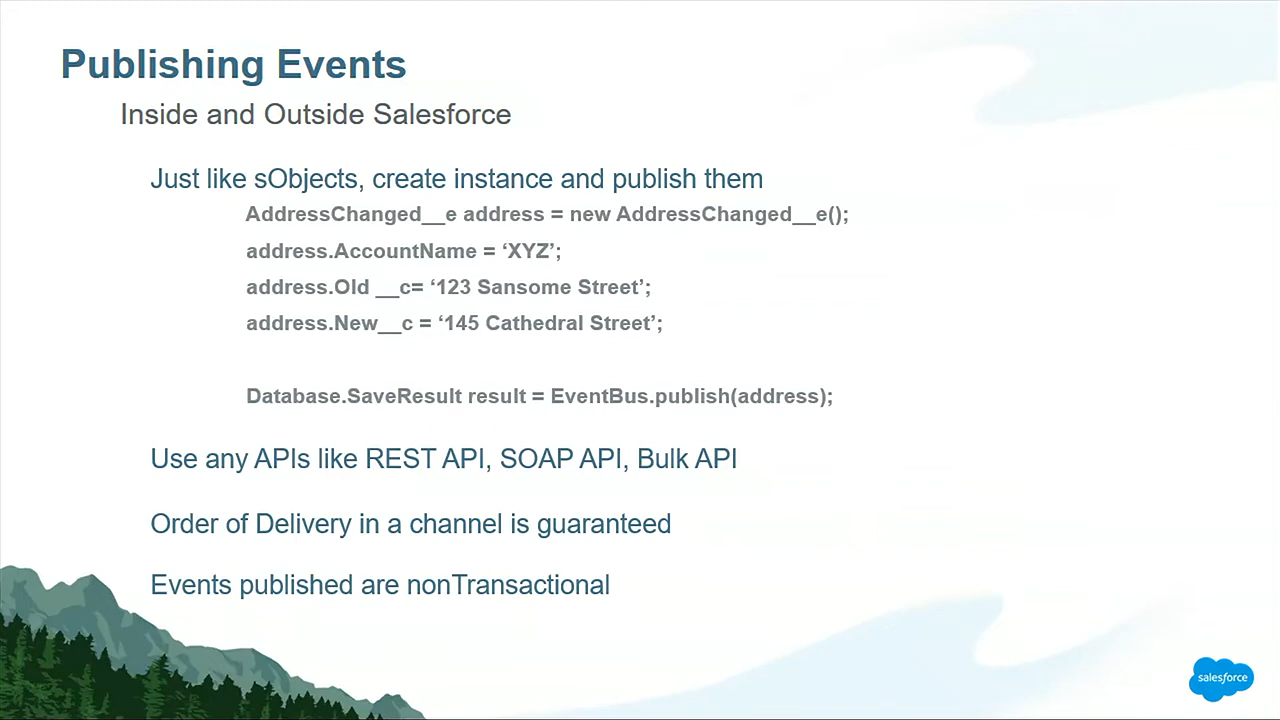 Publishing Events
Inside and Outside Salesforce
Just like sObjects, create instance and publish them
AddressChanged__e address = new AddressChanged__e();
address.AccountName = ‘XYZ’;
address.Old __c= ‘123 Sansome Street’;
address.New__c = ‘145 Cathedral Street’;
Database.SaveResult result = EventBus.publish(address);
Use any APIs like REST API, SOAP API, Bulk API
Order of Delivery in a channel is guaranteed
Events published are nonTransactional
salesforce